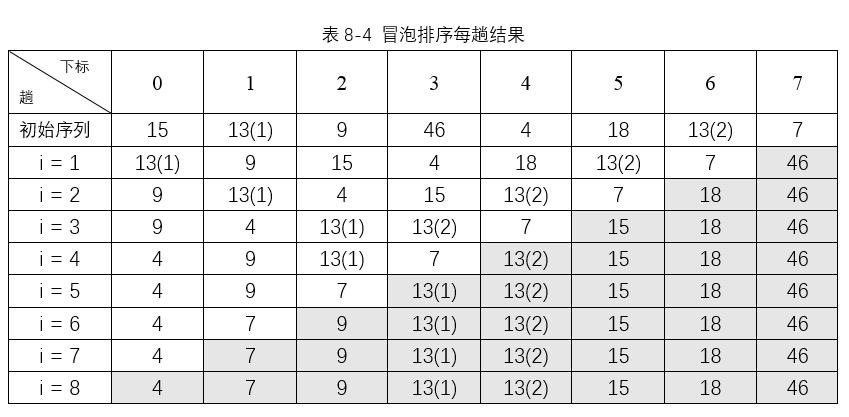 表 8-4 冒泡排序每趟结果
下标
趟
0 1 2 3 4 5 6 7
初始序列 15 13(1) 9 46 4 18 13(2) 7
i = 1 13(1) 9 15 4 18 13(2) 7 46
i = 2 9 13(1) 4 15 13(2) 7 18 46
i = 3 9 4 13(1) 13(2) 7 15 18 46
i = 4 4 9 13(1) 7 13(2) 15 18 46
i = 5 4 9 7 13(1) 13(2) 15 18 46
i = 6 4 7 9 13(1) 13(2) 15 18 46
i = 7 4 7 9 13(1) 13(2) 15 18 46
i = 8 4 7 9 13(1) 13(2) 15 18 46